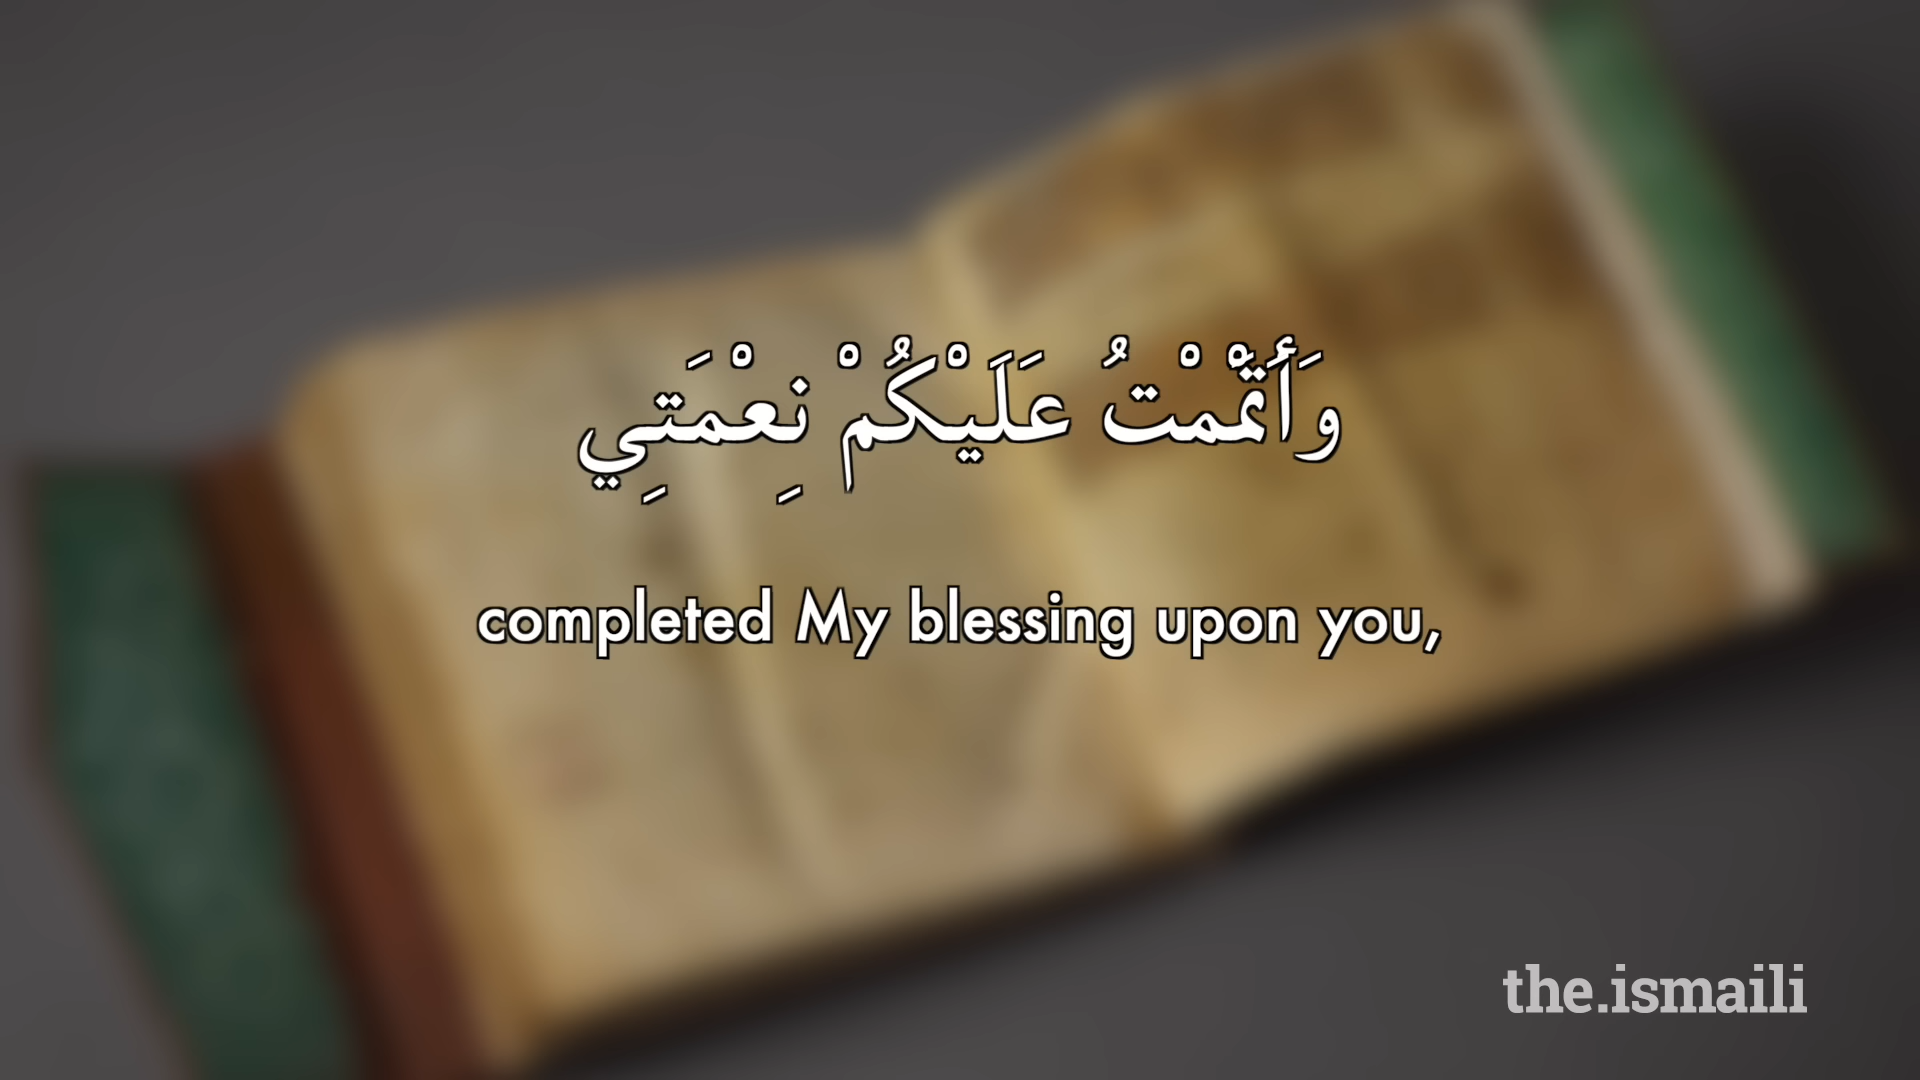 وَأَتْمَمْتُ عَلَيْكُمْ نِعْمَتِي
completed My blessing upon you,
the.ismaili